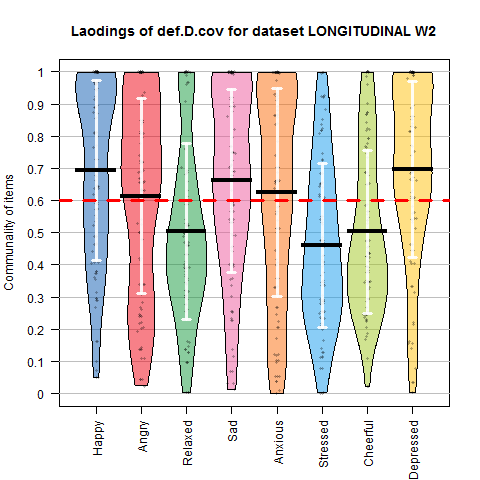 Laodings of def.D.cov for dataset LONGITUDINAL W2
Communality of items
1
0.9
0.8
0.7
0.6
0.5
0.4
0.3
0.2
0.1
0
Happy
Angry
Relaxed
Sad
Anxious
Stressed
Cheerful
Depressed